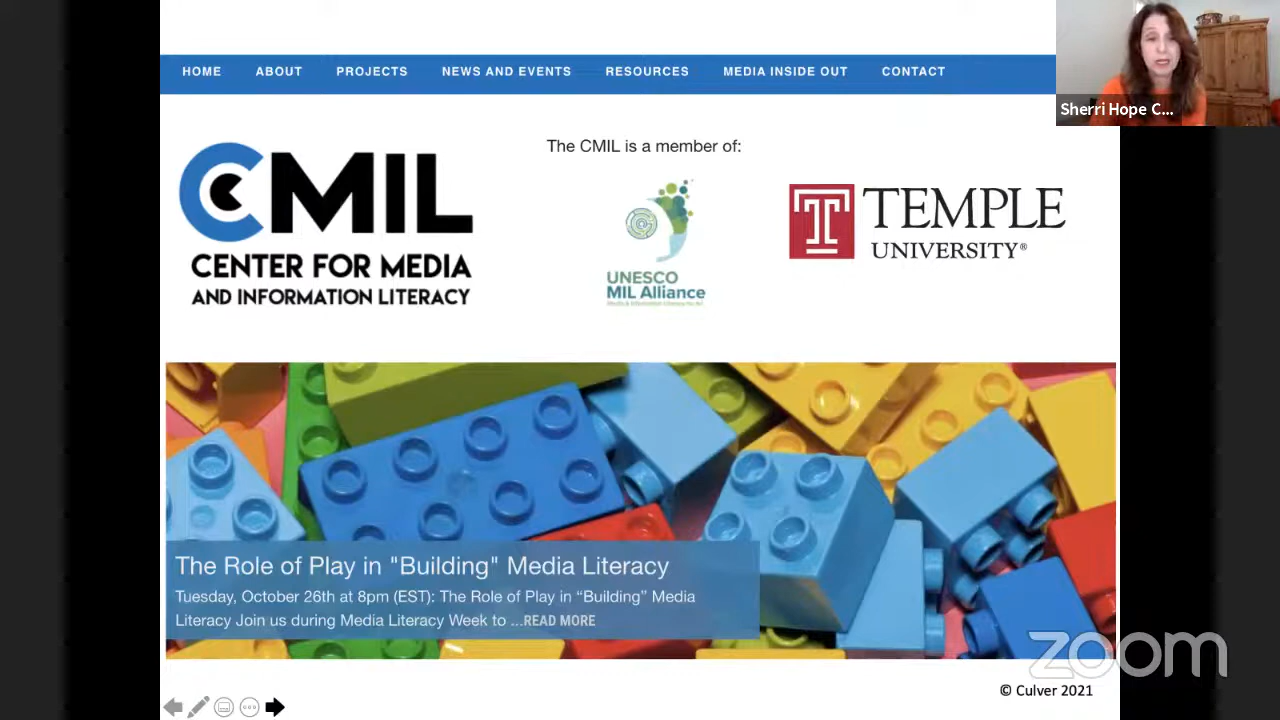 HOME ABOUT PROJECTS NEWS AND EVENTS RESOURCES MEDIA INSIDE OUT CONTACT
Sherri Hope C...
The CMIL is a member of:
CMIL
CENTER FOR MEDIA
AND INFORMATION LITERACY
UNESCO
MIL Alliance
TEMPLE
UNIVERSITY®
The Role of Play in "Building" Media Literacy
Tuesday, October 26th at 8pm (EST): The Role of Play in “Building” Media
Literacy Join us during Media Literacy Week to ...READ MORE
zoom
© Culver 2021